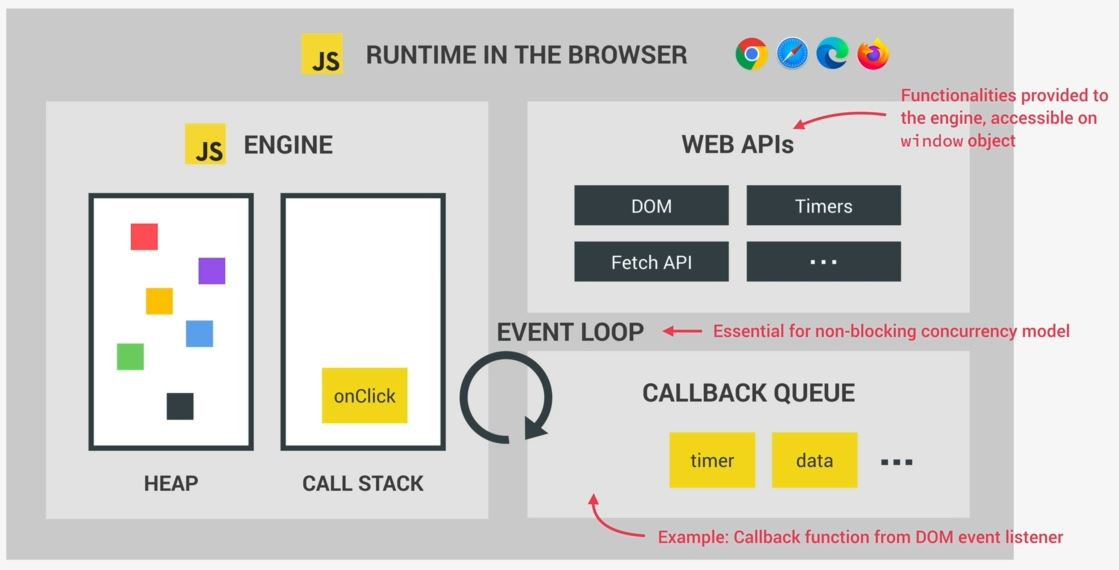 JS RUNTIME IN THE BROWSER
Functionalities provided to
the engine, accessible on
window object
JS ENGINE
WEB APIs
DOM
Timers
Fetch API
...
EVENT LOOP
Essential for non-blocking concurrency model
onClick
CALLBACK QUEUE
timer
data
...
HEAP
CALL STACK
Example: Callback function from DOM event listener